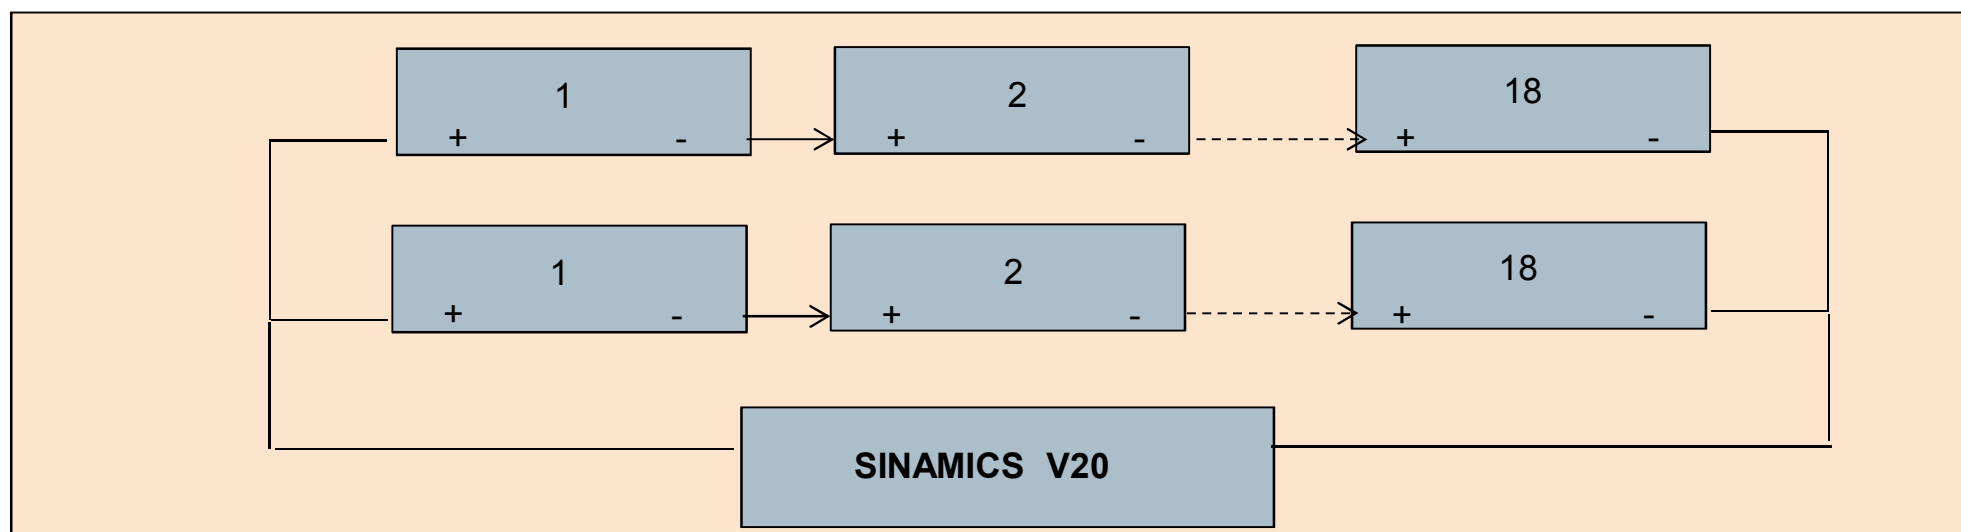 1 2 18
+ - + - + -
1 2 18
+ - + - + -
SINAMICS V20